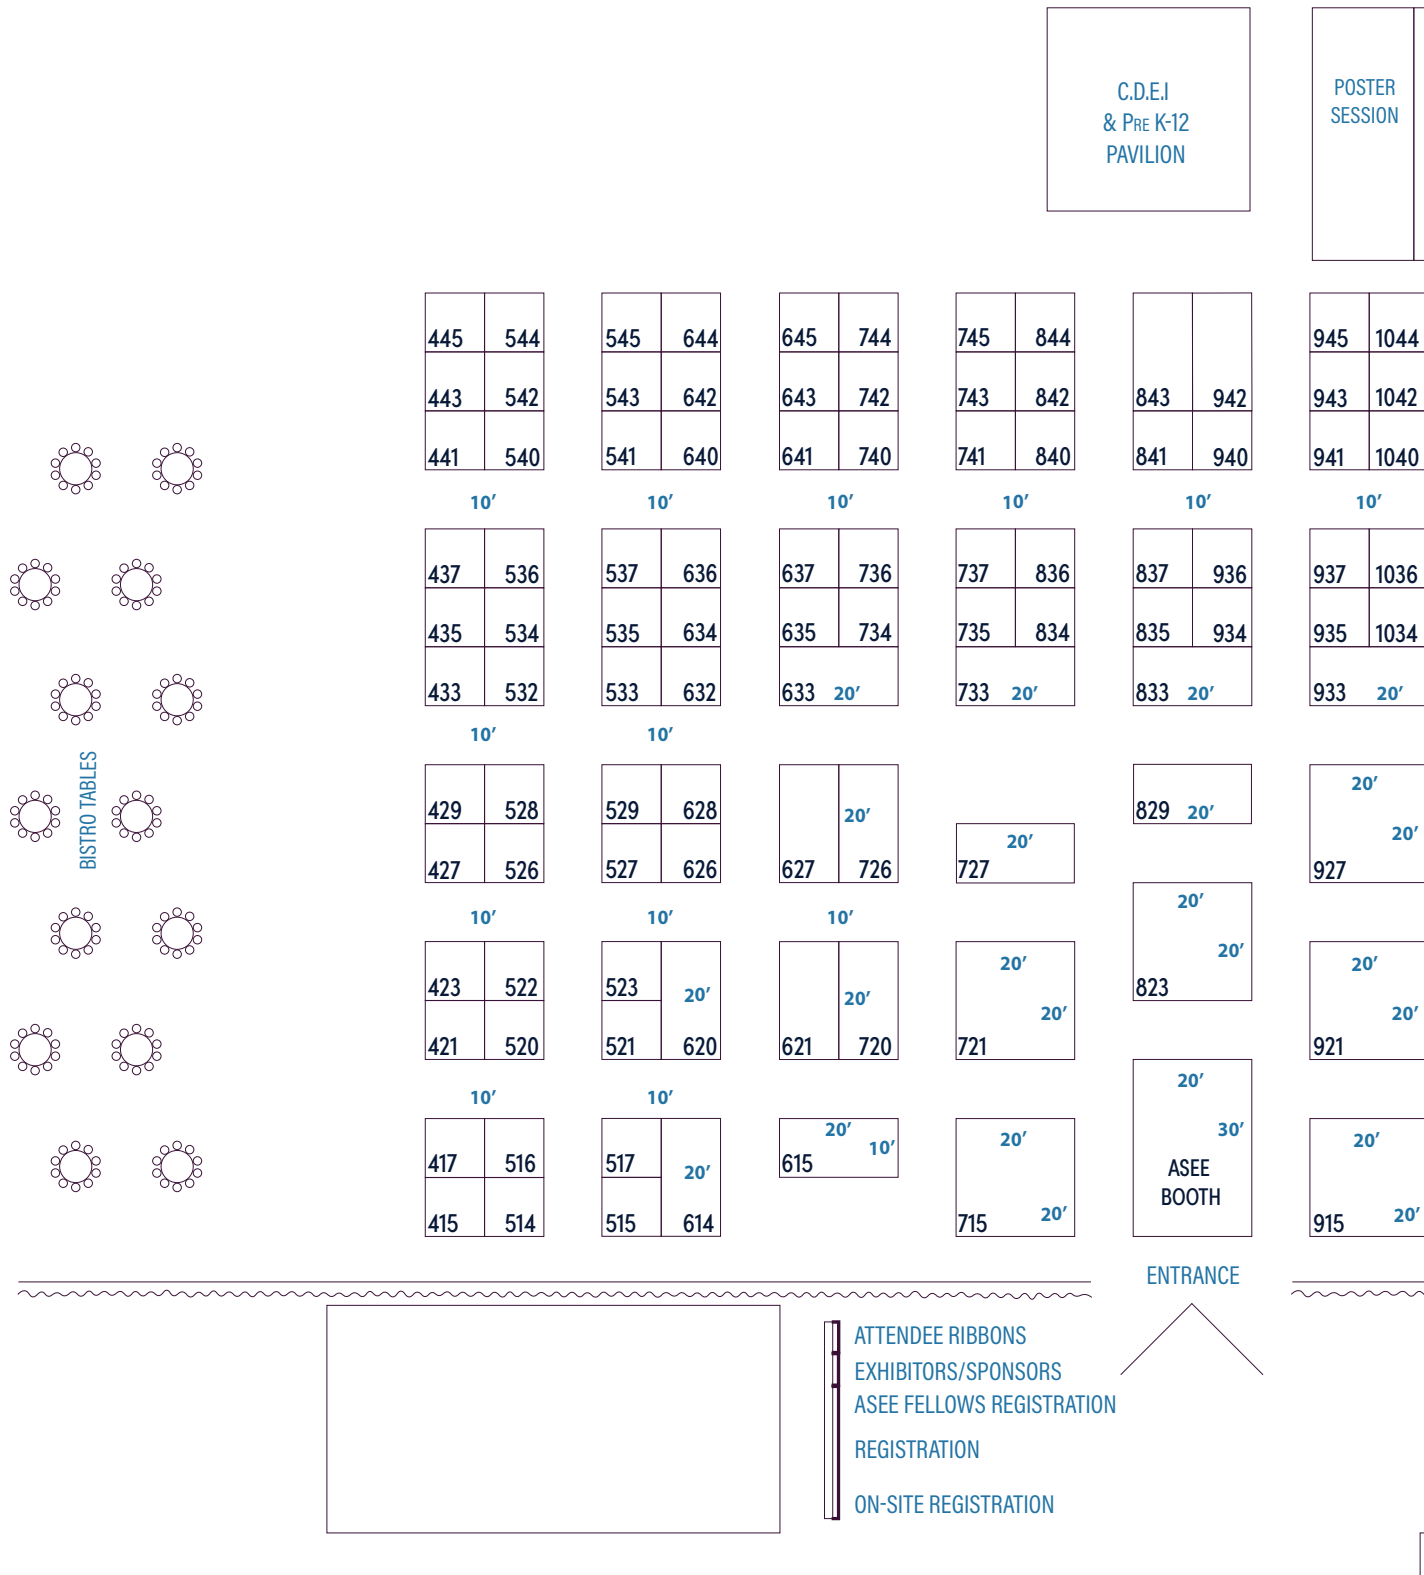 C.D.E.I
& PRE K-12
PAVILION
POSTER
SESSION
445 544 545 644 645 744 745 844 945 1044
443 542 543 642 643 742 743 842 843 942 943 1042
441 540 541 640 641 740 741 840 841 940 941 1040
10' 10' 10' 10' 10' 10'
437 536 537 636 637 736 737 836 837 936 937 1036
435 534 535 634 635 734 735 834 835 934 935 1034
433 532 533 632 633 20' 733 20' 833 20' 933 20'
10' 10'
BISTRO TABLES
20'
429 528 529 628 20' 829 20'
20' 20'
427 526 527 626 627 726 727 927
10' 10' 10'
20'
20'
20' 20'
423 522 523 20' 20' 823
20' 20'
421 520 521 620 621 720 721 921
20'
10' 10'
20' 30'
20' 20'
10'
417 516 517 20' 615
ASEE
BOOTH
415 514 515 614 715 20' 915 20'
ENTRANCE
ATTENDEE RIBBONS
EXHIBITORS/SPONSORS
ASEE FELLOWS REGISTRATION
REGISTRATION
ON-SITE REGISTRATION